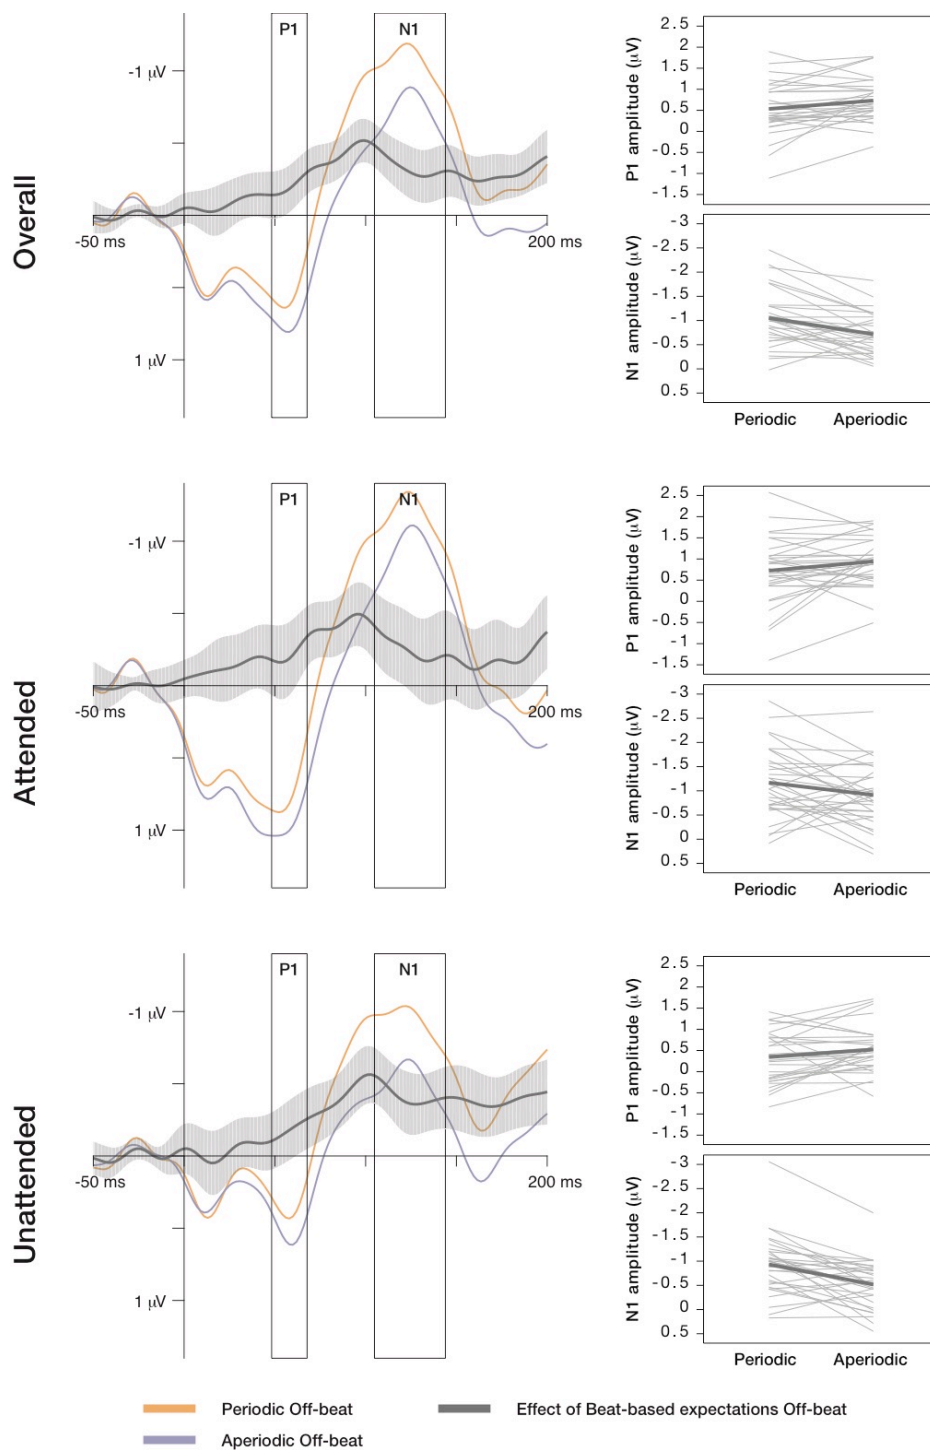 Overall
P1
N1
-1 μV
-50 ms
200 ms
1 μV
P1 amplitude (μV)
2.5
2
1.5
1
0.5
0
-0.5
-1
-1.5
N1 amplitude (μV)
-3
-2.5
-2
-1.5
-1
-0.5
0
0.5
Periodic Aperiodic
Attended
P1
N1
-1 μV
-50 ms
200 ms
1 μV
P1 amplitude (μV)
2.5
2
1.5
1
0.5
0
-0.5
-1
-1.5
N1 amplitude (μV)
-3
-2.5
-2
-1.5
-1
-0.5
0
0.5
Periodic Aperiodic
Unattended
P1
N1
-1 μV
-50 ms
200 ms
1 μV
P1 amplitude (μV)
2.5
2
1.5
1
0.5
0
-0.5
-1
-1.5
N1 amplitude (μV)
-3
-2.5
-2
-1.5
-1
-0.5
0
0.5
Periodic Aperiodic
Periodic Off-beat
Effect of Beat-based expectations Off-beat
Aperiodic Off-beat